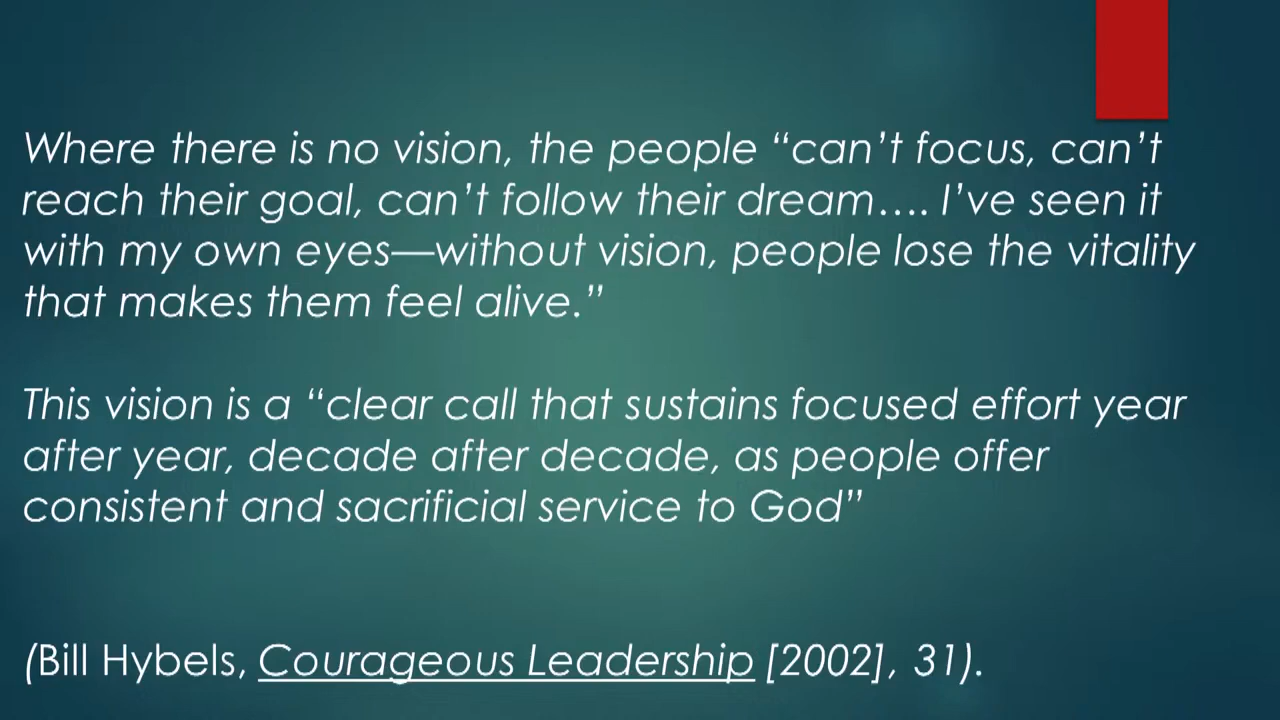 Where there is no vision, the people “can’t focus, can’t
reach their goal, can’t follow their dream…. I’ve seen it
with my own eyes—without vision, people lose the vitality
that makes them feel alive.”
This vision is a “clear call that sustains focused effort year
after year, decade after decade, as people offer
consistent and sacrificial service to God”
(Bill Hybels, Courageous Leadership [2002], 31).